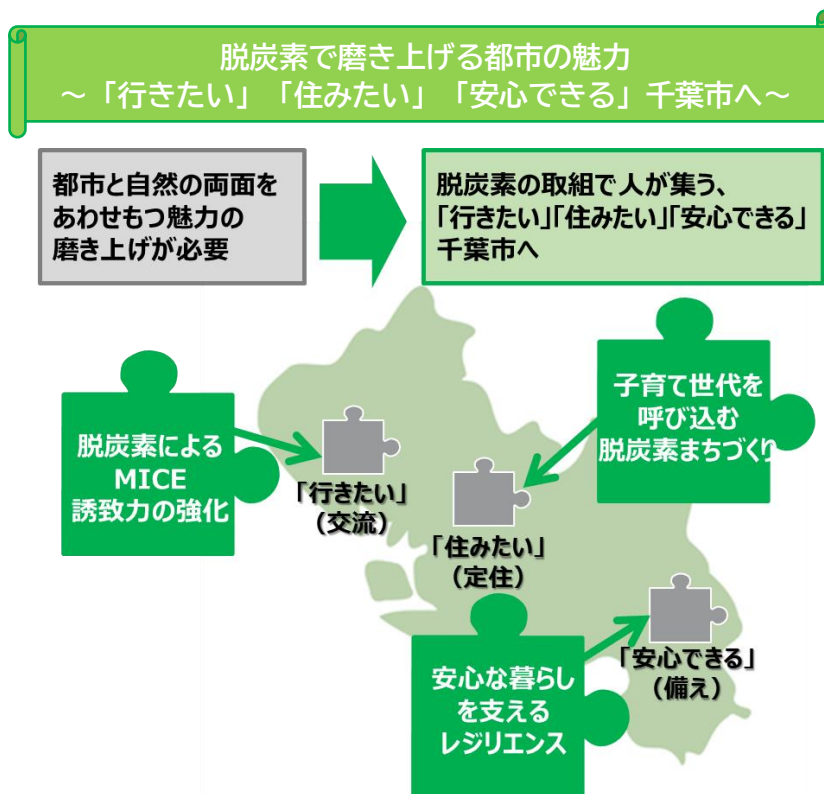 脱炭素で磨き上げる都市の魅力
～「行きたい」「住みたい」「安心できる」千葉市へ～
都市と自然の両面を
あわせもつ魅力の
磨き上げが必要
脱炭素の取組で人が集う、
「行きたい」「住みたい」「安心できる」
千葉市へ
脱炭素による
MICE
誘致力の強化
「行きたい」
（交流）
子育て世代を
呼び込む
脱炭素まちづくり
「住みたい」
（定住）
安心な暮らし
を支える
レジリエンス
「安心できる」
（備え）